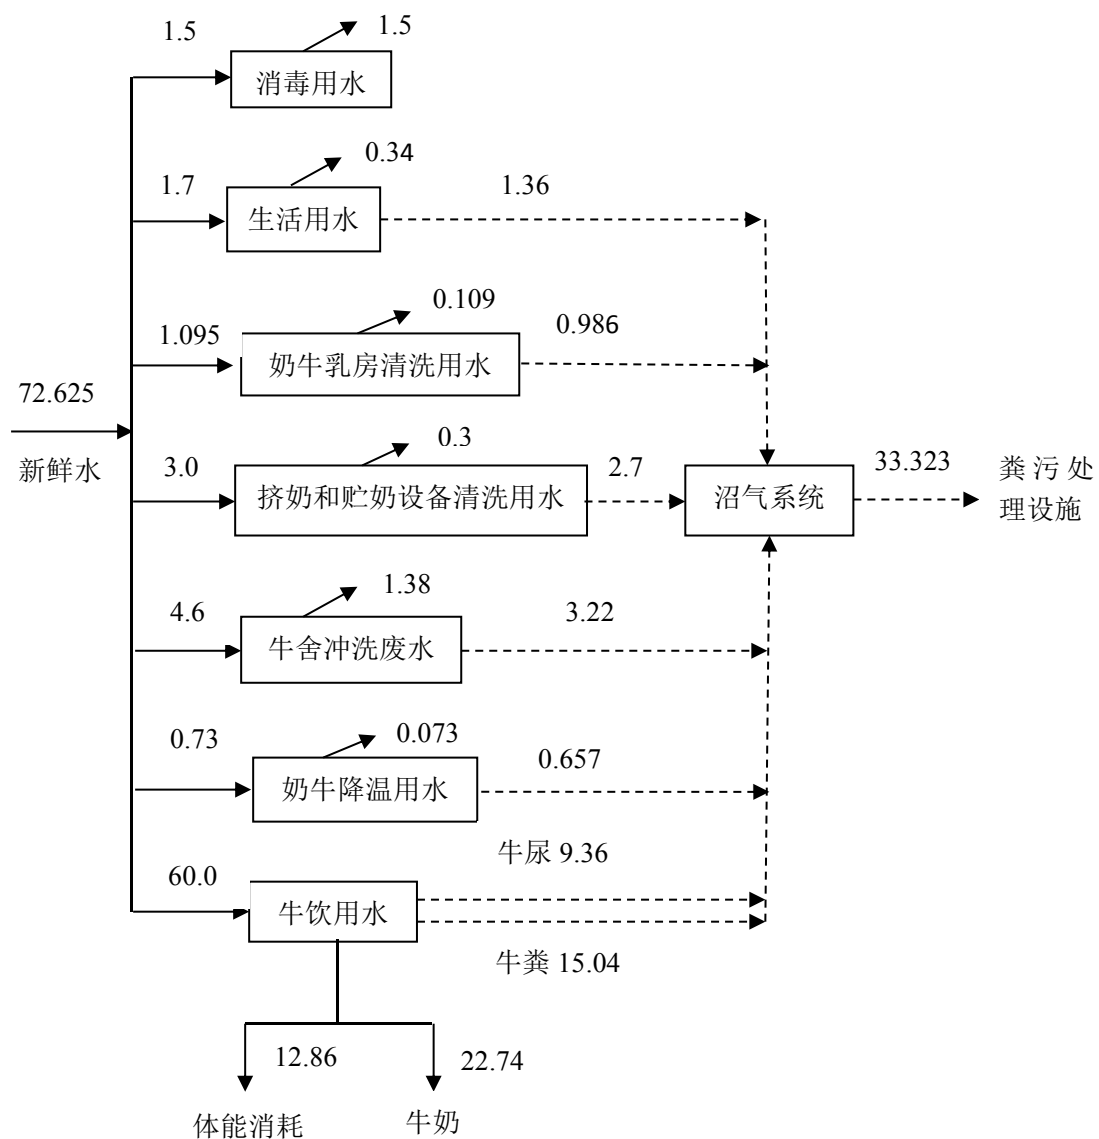 1.5
1.5
消毒用水
0.34
1.7
1.36
生活用水
0.109
1.095
0.986
奶牛乳房清洗用水
72.625
新鲜水
0.3
3.0
2.7
33.323
挤奶和贮奶设备清洗用水
沼气系统
粪污处
理设施
1.38
4.6
3.22
牛舍冲洗废水
0.073
0.73
0.657
奶牛降温用水
牛尿 9.36
60.0
牛饮用水
牛粪 15.04
12.86
22.74
体能消耗
牛奶